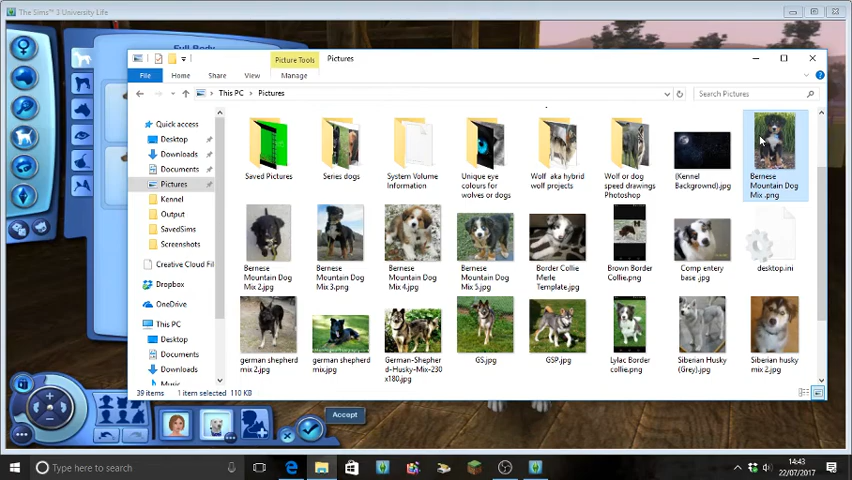 The Sims™ 3 University Life
Full Body
Picture Tools
Pictures
File
Home
Share
View
Manage
This PC
Pictures
Search Pictures
Quick access
Desktop
Downloads
Documents
Pictures
Kennel
Output
SavedSims
Screenshots
Creative Cloud Fil
Dropbox
OneDrive
This PC
Desktop
Documents
Downloads
Music
Saved Pictures
Series dogs
System Volume
Information
Unique eye
colours for
wolves or dogs
Wolf aka hybrid
wolf projects
Wolf or dog
speed drawings
Photoshop
(Kennel
Background).jpg
Bernese
Mountain Dog
Mix .png
Bernese
Mountain Dog
Mix 2.jpg
Bernese
Mountain Dog
Mix 3.png
Bernese
Mountain Dog
Mix 4.jpg
Bernese
Mountain Dog
Mix 5.jpg
Border Collie
Merle
Template.jpg
Brown Border
Collie.png
Comp entery
base .jpg
desktop.ini
german shepherd
mix 2.jpg
german shepherd
mix.jpg
German-Shepher
d-Husky-Mix-230
x180.jpg
GS.jpg
GSP.jpg
Lylac Border
collie.png
Siberian Husky
(Grey).jpg
Siberian husky
mix 2.jpg
39 items
1 item selected 110 KB
Accept
Type here to search
14:43
22/07/2017